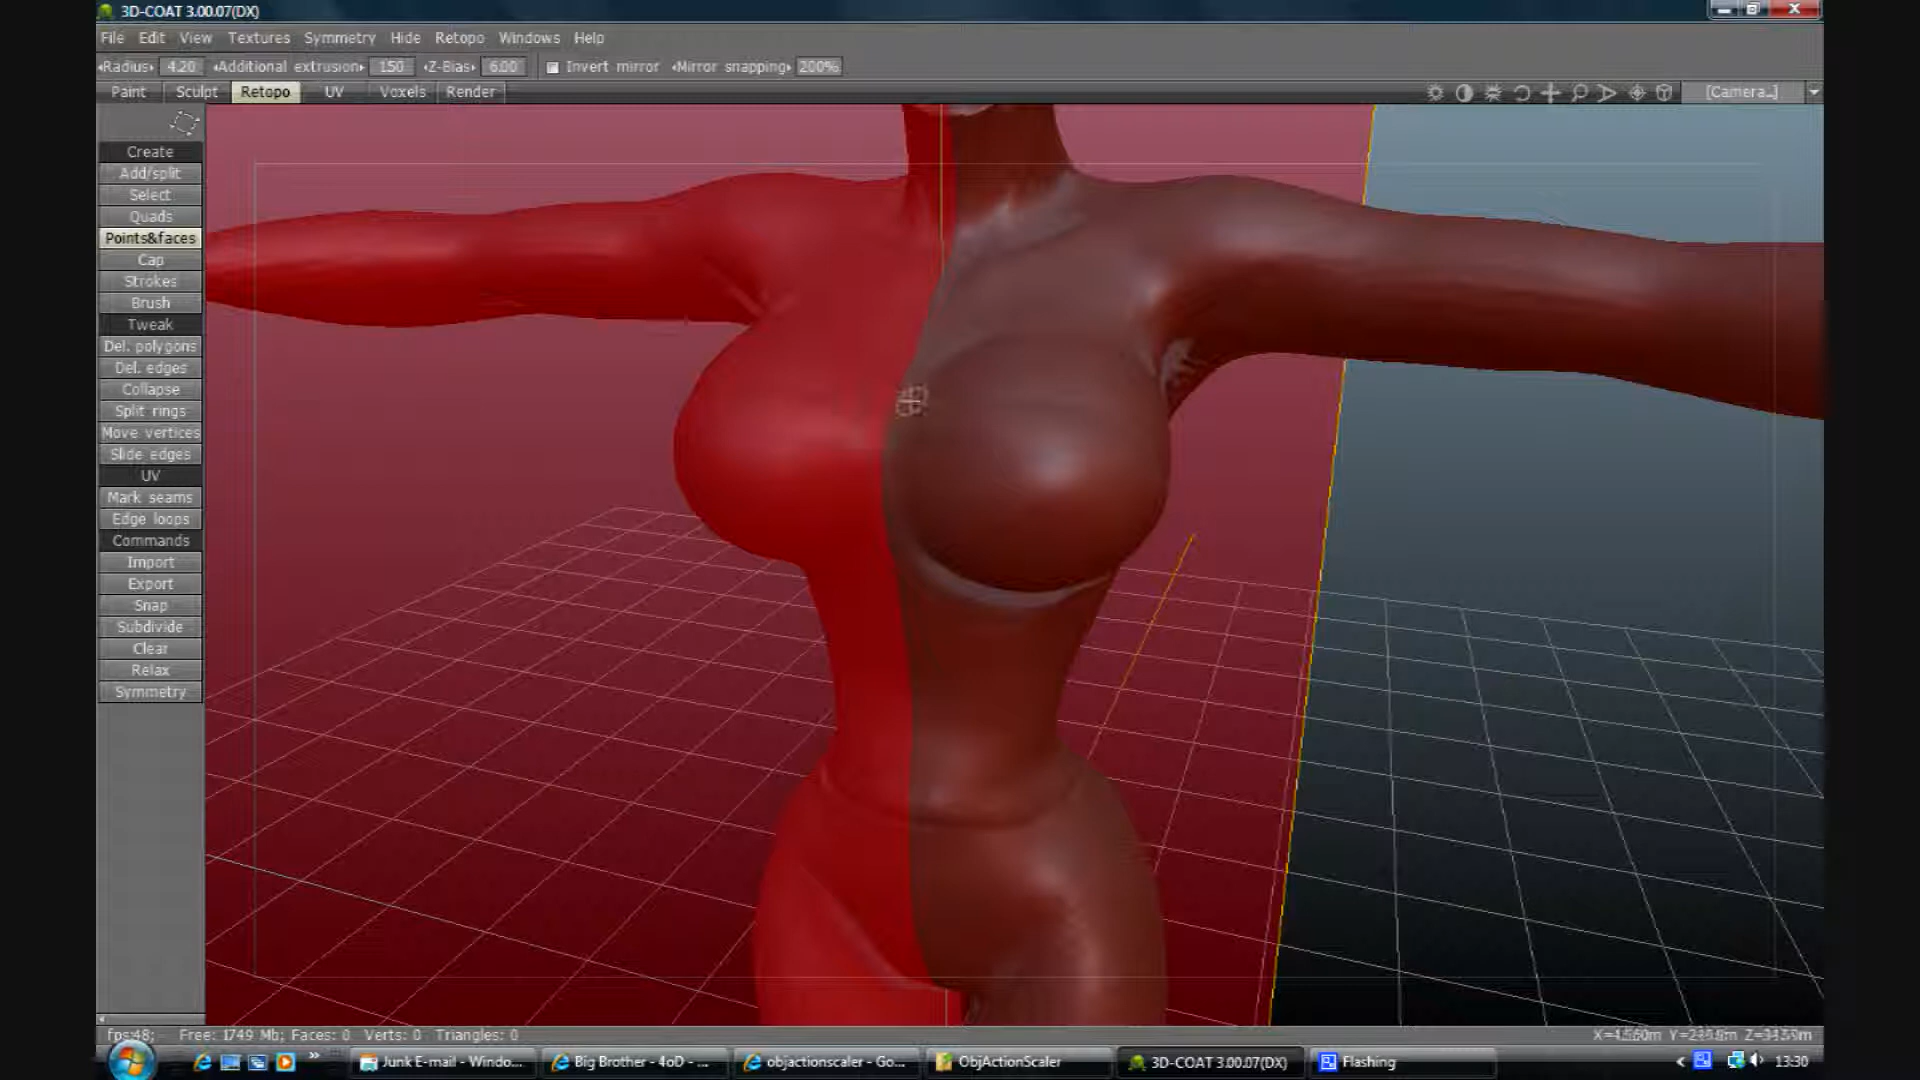 3D-COAT 3.00.07(DX)
File Edit View Textures Symmetry Hide Retopo Windows Help
Radius 4.20 Additional extrusion 1.50 Z-Bias 6.00 Invert mirror Mirror snapping 200%
Paint Sculpt Retopo UV Voxels Render [Camera...]
Create
Add/split
Select
Quads
Points&faces
Cap
Strokes
Brush
Tweak
Del. polygons
Del. edges
Collapse
Split rings
Move vertices
Slide edges
UV
Mark seams
Edge loops
Commands
Import
Export
Snap
Subdivide
Clear
Relax
Symmetry
fps:48; Free: 1749 Mb; Faces: 0 Verts: 0 Triangles: 0
Junk E-mail - Windo... Big Brother - 4oD - ... objactionscaler - Go... ObjActionScaler 3D-COAT 3.00.07(DX) Flashing 13:30